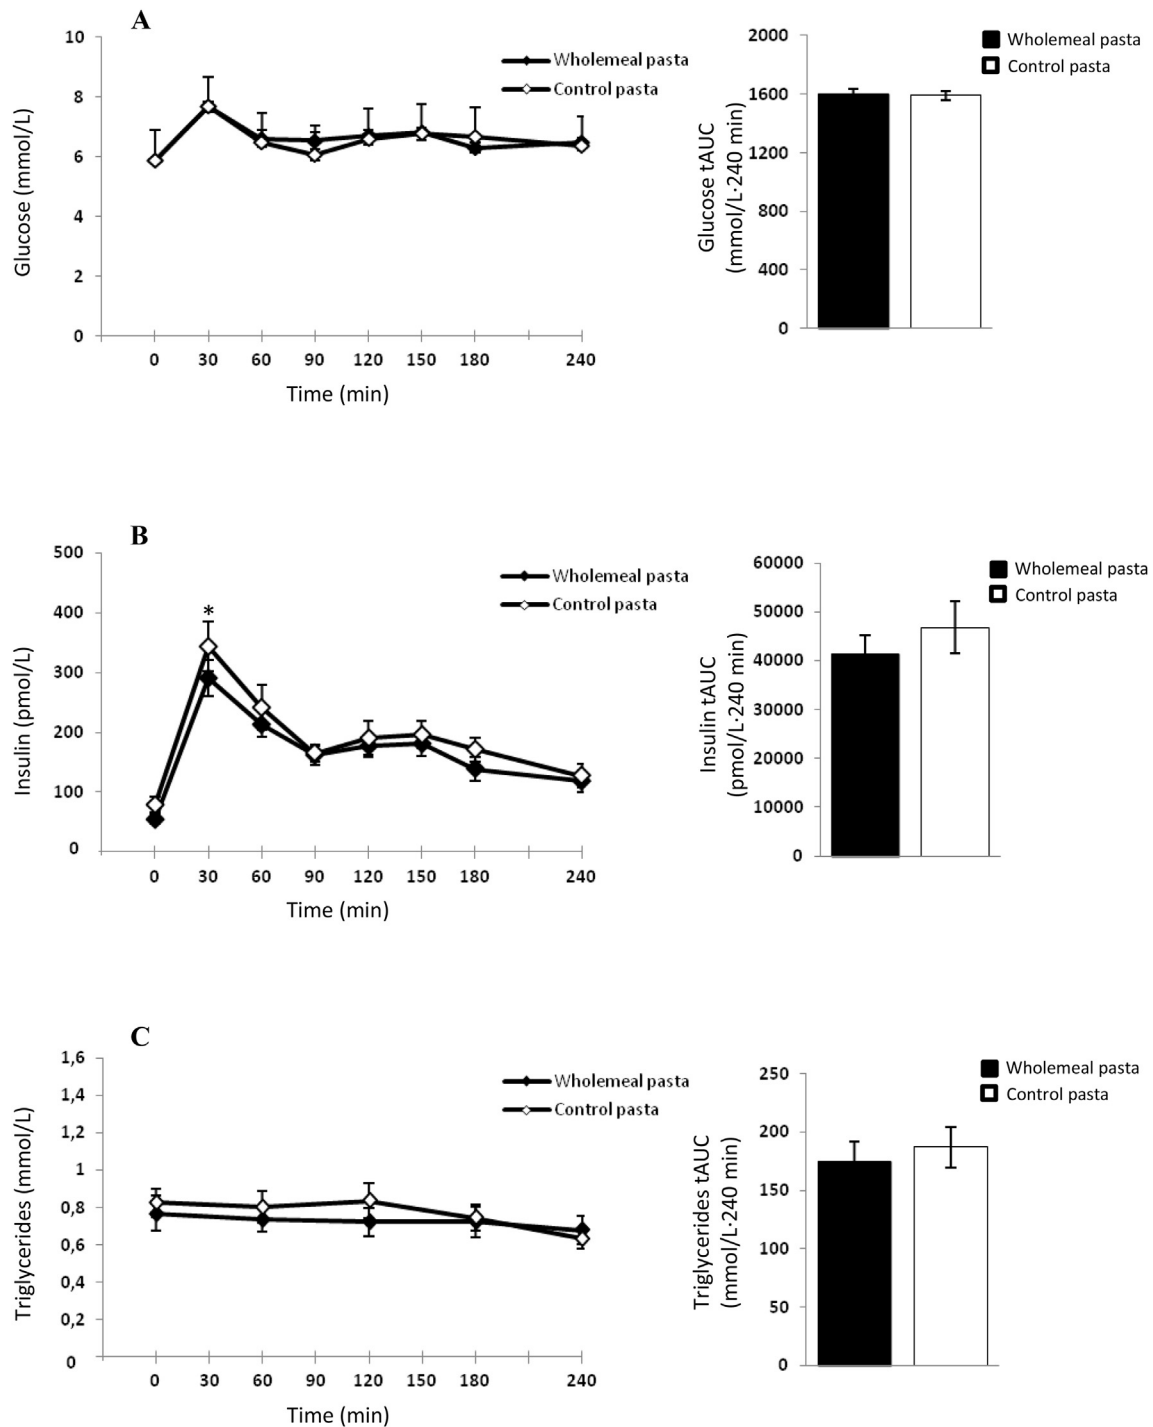 A
Glucose (mmol/L)
10
8
6
4
2
0
0 30 60 90 120 150 180 240
Time (min)
Wholemeal pasta
Control pasta
Glucose tAUC
(mmol/L·240 min)
2000
1600
1200
800
400
0
Wholemeal pasta
Control pasta
B
Insulin (pmol/L)
500
400
300
200
100
0
*
0 30 60 90 120 150 180 240
Time (min)
Wholemeal pasta
Control pasta
Insulin tAUC
(pmol/L·240 min)
60000
50000
40000
30000
20000
10000
0
Wholemeal pasta
Control pasta
C
Triglycerides (mmol/L)
1,6
1,4
1,2
1
0,8
0,6
0,4
0,2
0
0 30 60 90 120 150 180 240
Time (min)
Wholemeal pasta
Control pasta
Triglycerides tAUC
(mmol/L·240 min)
250
200
150
100
50
0
Wholemeal pasta
Control pasta